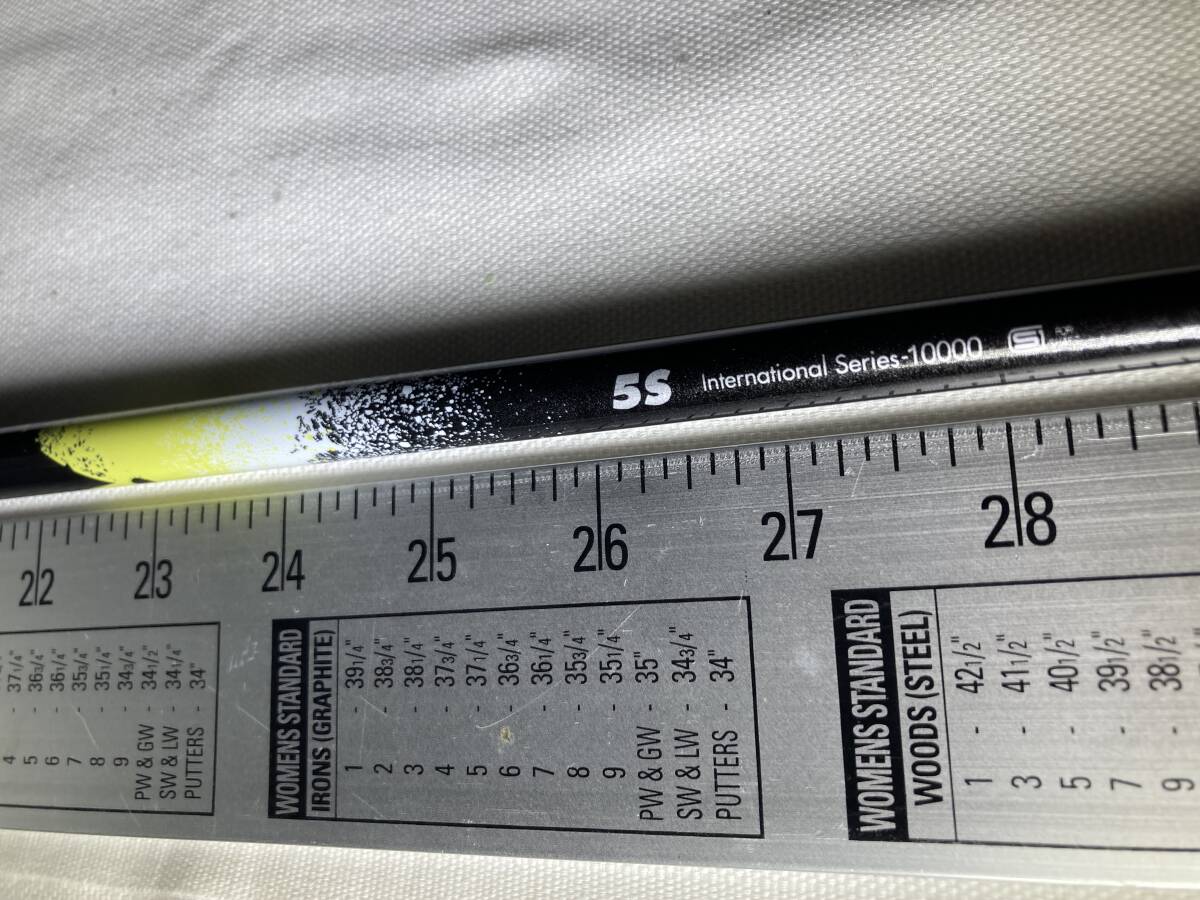 5S International Series-10000 S FOR
22 23 24 25 26 27 28
4 - 37 1/4"
5 - 36 3/4"
6 - 36 1/4"
7 - 35 3/4"
8 - 35 1/4"
9 - 34 3/4"
PW & GW - 34 1/2"
SW & LW - 34 1/4"
PUTTERS - 34"
WOMENS STANDARD
IRONS (GRAPHITE)
1 - 39 1/4"
2 - 38 3/4"
3 - 38 1/4"
4 - 37 3/4"
5 - 37 1/4"
6 - 36 3/4"
7 - 36 1/4"
8 - 35 3/4"
9 - 35 1/4"
PW & GW - 35"
SW & LW - 34 3/4"
PUTTERS - 34"
WOMENS STANDARD
WOODS (STEEL)
1 - 42 1/2"
3 - 41 1/2"
5 - 40 1/2"
7 - 39 1/2"
9 - 38 1/2"